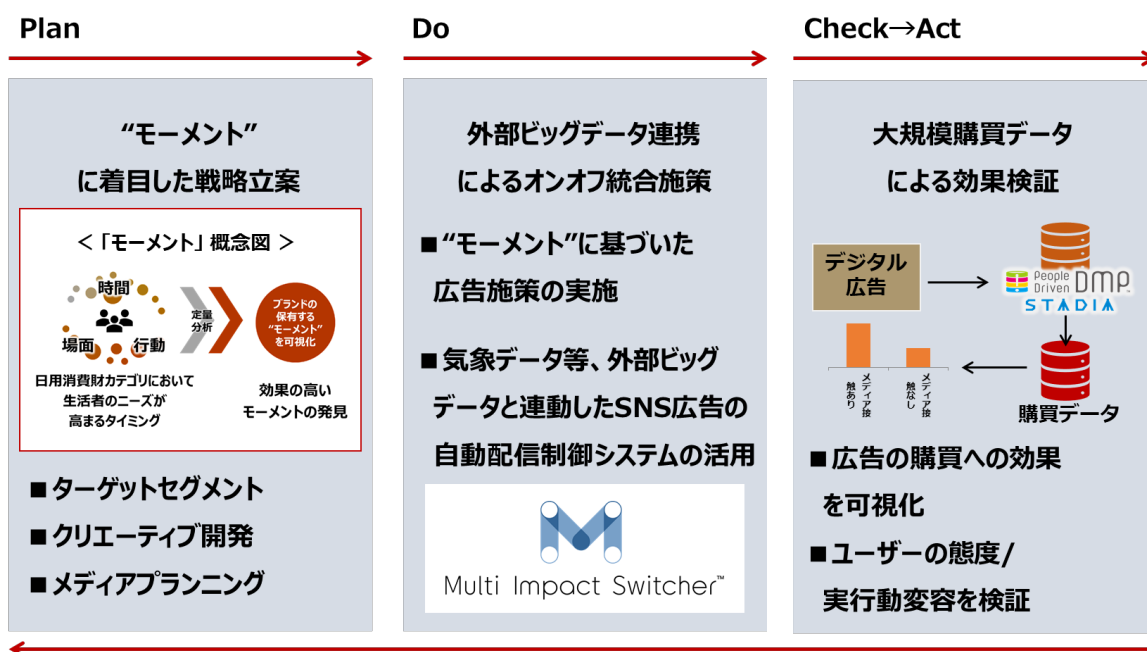 Plan
“モーメント”
に着目した戦略立案
＜「モーメント」概念図 ＞
時間
場面
行動
定量
分析
ブランドの
保有する
“モーメント”
を可視化
日用消費財カテゴリにおいて
生活者のニーズが
高まるタイミング
効果の高い
モーメントの発見
■ターゲットセグメント
■クリエーティブ開発
■メディアプランニング
Do
外部ビッグデータ連携
によるオンオフ統合施策
■“モーメント”に基づいた
広告施策の実施
■気象データ等、外部ビッグ
データと連動したSNS広告の
自動配信制御システムの活用
Multi Impact Switcher™
Check→Act
大規模購買データ
による効果検証
デジタル
広告
People
Driven DMP™
STADIA
メディア接
触あり
メディア接
触なし
購買データ
■広告の購買への効果
を可視化
■ユーザーの態度/
実行動変容を検証